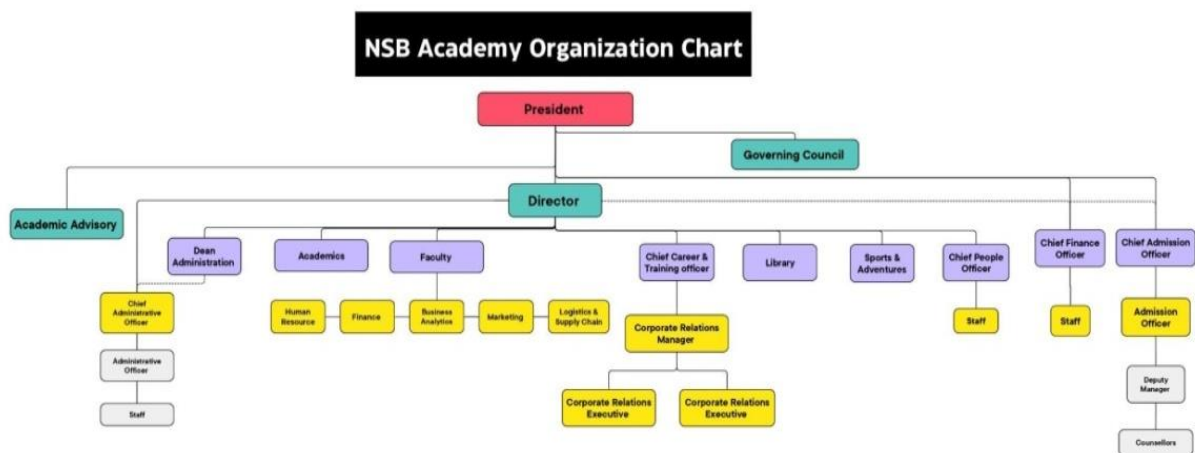 NSB Academy Organization Chart
President
Governing Council
Director
Academic Advisory
Dean
Administration
Academics
Faculty
Chief Career &
Training officer
Library
Sports &
Adventures
Chief People
Officer
Chief Finance
Officer
Chief Admission
Officer
Chief
Administrative
Officer
Human
Resource
Finance
Business
Analytics
Marketing
Logistics &
Supply Chain
Corporate Relations
Manager
Staff
Staff
Admission
Officer
Administrative
Officer
Staff
Corporate Relations
Executive
Corporate Relations
Executive
Deputy
Manager
Counsellors